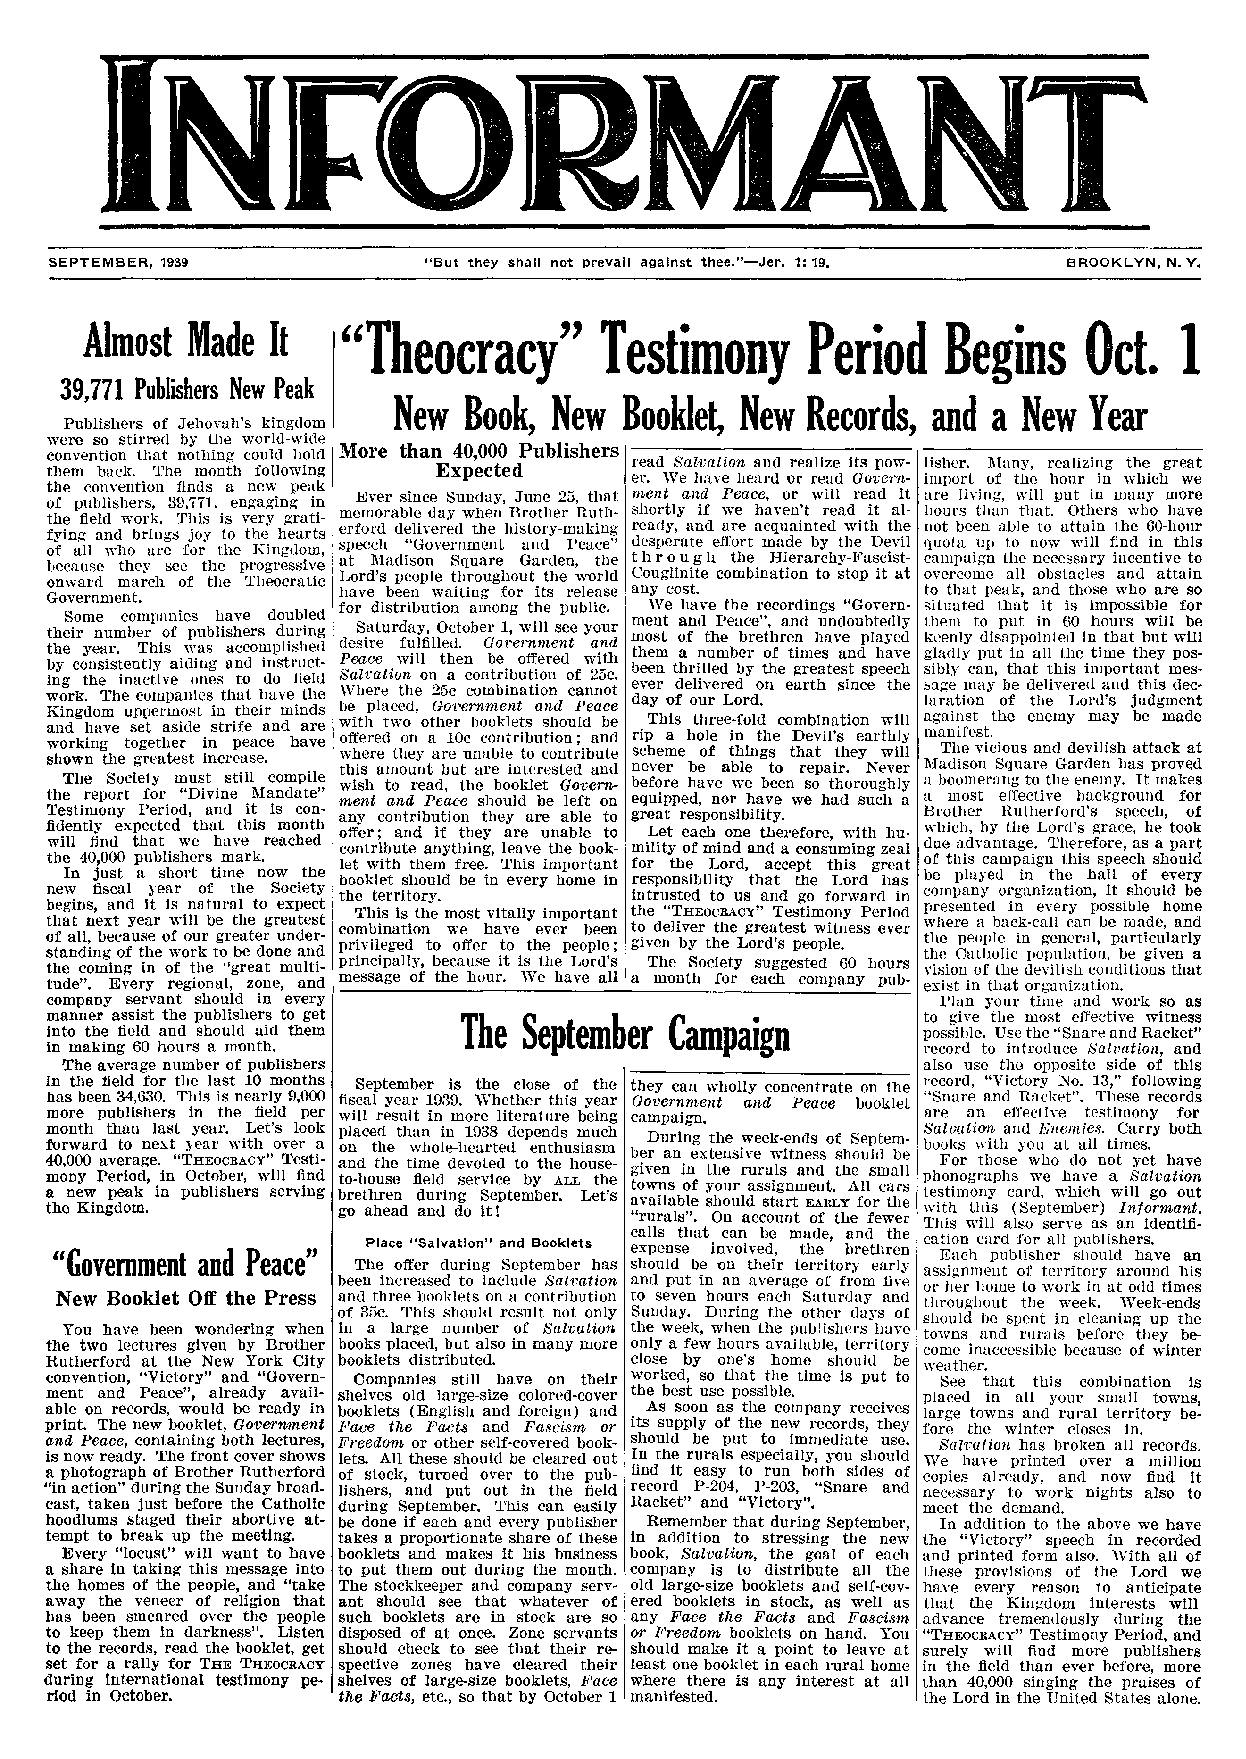 INFORMANT
SEPTEMBER, 1939
"But they shall not prevail against thee."—Jer. 1:19.
BROOKLYN, N. Y.
Almost Made It
39,771 Publishers New Peak
Publishers of Jehovah's kingdom
were so stirred by the world-wide
convention that nothing could hold
them back. The month following
the convention finds a new peak
of publishers, 39,771, engaging in
the field work. This is very grati-
fying and brings joy to the hearts
of all who are for the Kingdom,
because they see the progressive
onward march of the Theocratic
Government.
Some companies have doubled
their number of publishers during
the year. This was accomplished
by consistently aiding and instruct-
ing the inactive ones to do field
work. The companies that have the
Kingdom uppermost in their minds
and have set aside strife and are
working together in peace have
shown the greatest increase.
The Society must still compile
the report for "Divine Mandate"
Testimony Period, and it is con-
fidently expected that this month
will find that we have reached
the 40,000 publishers mark.
In just a short time now the
new fiscal year of the Society
begins, and it is natural to expect
that next year will be the greatest
of all, because of our greater under-
standing of the work to be done and
the coming in of the "great multi-
tude". Every regional, zone, and
company servant should in every
manner assist the publishers to get
into the field and should aid them
in making 60 hours a month.
The average number of publishers
in the field for the last 10 months
has been 34,630. This is nearly 9,000
more publishers in the field per
month than last year. Let's look
forward to next year with over a
40,000 average. "THEOCRACY" Testi-
mony Period, in October, will find
a new peak in publishers serving
the Kingdom.
"Government and Peace"
New Booklet Off the Press
You have been wondering when
the two lectures given by Brother
Rutherford at the New York City
convention, "Victory" and "Govern-
ment and Peace", already avail-
able on records, would be ready in
print. The new booklet, Government
and Peace, containing both lectures,
is now ready. The front cover shows
a photograph of Brother Rutherford
"in action" during the Sunday broad-
cast, taken just before the Catholic
hoodlums staged their abortive at-
tempt to break up the meeting.
Every "locust" will want to have
a share in taking this message into
the homes of the people, and "take
away the veneer of religion that
has been smeared over the people
to keep them in darkness". Listen
to the records, read the booklet, get
set for a rally for THE THEOCRACY
during international testimony pe-
riod in October.
"Theocracy" Testimony Period Begins Oct. 1
New Book, New Booklet, New Records, and a New Year
More than 40,000 Publishers
Expected
Ever since Sunday, June 25, that
memorable day when Brother Ruth-
erford delivered the history-making
speech "Government and Peace"
at Madison Square Garden, the
Lord's people throughout the world
have been waiting for its release
for distribution among the public.
Saturday, October 1, will see your
desire fulfilled. Government and
Peace will then be offered with
Salvation on a contribution of 25c.
Where the 25c combination cannot
be placed, Government and Peace
with two other booklets should be
offered on a 10c contribution; and
where they are unable to contribute
this amount but are interested and
wish to read, the booklet Govern-
ment and Peace should be left on
any contribution they are able to
offer; and if they are unable to
contribute anything, leave the book-
let with them free. This important
booklet should be in every home in
the territory.
This is the most vitally important
combination we have ever been
privileged to offer to the people;
principally, because it is the Lord's
message of the hour. We have all
read Salvation and realize its pow-
er. We have heard or read Govern-
ment and Peace, or will read it
shortly if we haven't read it al-
ready, and are acquainted with the
desperate effort made by the Devil
through the Hierarchy-Fascist-
Couglinite combination to stop it at
any cost.
We have the recordings "Govern-
ment and Peace", and undoubtedly
most of the brethren have played
them a number of times and have
been thrilled by the greatest speech
ever delivered on earth since the
day of our Lord.
This three-fold combination will
rip a hole in the Devil's earthly
scheme of things that they will
never be able to repair. Never
before have we been so thoroughly
equipped, nor have we had such a
great responsibility.
Let each one therefore, with hu-
mility of mind and a consuming zeal
for the Lord, accept this great
responsibility that the Lord has
intrusted to us and go forward in
the "THEOCRACY" Testimony Period
to deliver the greatest witness ever
given by the Lord's people.
The Society suggested 60 hours
a month for each company pub-
lisher. Many, realizing the great
import of the hour in which we
are living, will put in many more
hours than that. Others who have
not been able to attain the 60-hour
quota up to now will find in this
campaign the necessary incentive to
overcome all obstacles and attain
to that peak, and those who are so
situated that it is impossible for
them to put in 60 hours will be
keenly disappointed in that but will
gladly put in all the time they pos-
sibly can, that this important mes-
sage may be delivered and this dec-
laration of the Lord's judgment
against the enemy may be made
manifest.
The vicious and devilish attack at
Madison Square Garden has proved
a boomerang to the enemy. It makes
a most effective background for
Brother Rutherford's speech, of
which, by the Lord's grace, he took
due advantage. Therefore, as a part
of this campaign this speech should
be played in the hall of every
company organization, it should be
presented in every possible home
where a back-call can be made, and
the people in general, particularly
the Catholic population, be given a
vision of the devilish conditions that
exist in that organization.
Plan your time and work so as
to give the most effective witness
possible. Use the "Snare and Racket"
record to introduce Salvation, and
also use the opposite side of this
record, "Victory No. 13," following
"Snare and Racket". These records
are an effective testimony for
Salvation and Enemies. Carry both
books with you at all times.
For those who do not yet have
phonographs we have a Salvation
testimony card, which will go out
with this (September) Informant.
This will also serve as an identifi-
cation card for all publishers.
Each publisher should have an
assignment of territory around his
or her home to work in at odd times
throughout the week. Week-ends
should be spent in cleaning up the
towns and rurals before they be-
come inaccessible because of winter
weather.
See that this combination is
placed in all your small towns,
large towns and rural territory be-
fore the winter closes in.
Salvation has broken all records.
We have printed over a million
copies already, and now find it
necessary to work nights also to
meet the demand.
In addition to the above we have
the "Victory" speech in recorded
and printed form also. With all of
these provisions of the Lord we
have every reason to anticipate
that the Kingdom interests will
advance tremendously during the
"THEOCRACY" Testimony Period, and
surely will find more publishers
in the field than ever before, more
than 40,000 singing the praises of
the Lord in the United States alone.
The September Campaign
September is the close of the
fiscal year 1939. Whether this year
will result in more literature being
placed than in 1938 depends much
on the whole-hearted enthusiasm
and the time devoted to the house-
to-house field service by ALL the
brethren during September. Let's
go ahead and do it!
Place "Salvation" and Booklets
The offer during September has
been increased to include Salvation
and three booklets on a contribution
of 35c. This should result not only
in a large number of Salvation
books placed, but also in many more
booklets distributed.
Companies still have on their
shelves old large-size colored-cover
booklets (English and foreign) and
Face the Facts and Fascism or
Freedom or other self-covered book-
lets. All these should be cleared out
of stock, turned over to the pub-
lishers, and put out in the field
during September. This can easily
be done if each and every publisher
takes a proportionate share of these
booklets and makes it his business
to put them out during the month.
The stockkeeper and company serv-
ant should see that whatever of
such booklets are in stock are so
disposed of at once. Zone servants
should check to see that their re-
spective zones have cleared their
shelves of large-size booklets, Face
the Facts, etc., so that by October 1
they can wholly concentrate on the
Government and Peace booklet
campaign.
During the week-ends of Septem-
ber an extensive witness should be
given in the rurals and the small
towns of your assignment. All cars
available should start EARLY for the
"rurals". On account of the fewer
calls that can be made, and the
expense involved, the brethren
should be on their territory early
and put in an average of from five
to seven hours each Saturday and
Sunday. During the other days of
the week, when the publishers have
only a few hours available, territory
close by one's home should be
worked, so that the time is put to
the best use possible.
As soon as the company receives
its supply of the new records, they
should be put to immediate use.
In the rurals especially, you should
find it easy to run both sides of
record P-204, P-203, "Snare and
Racket" and "Victory".
Remember that during September,
in addition to stressing the new
book, Salvation, the goal of each
company is to distribute all the
old large-size booklets and self-cov-
ered booklets in stock, as well as
any Face the Facts and Fascism
or Freedom booklets on hand. You
should make it a point to leave at
least one booklet in each rural home
where there is any interest at all
manifested.